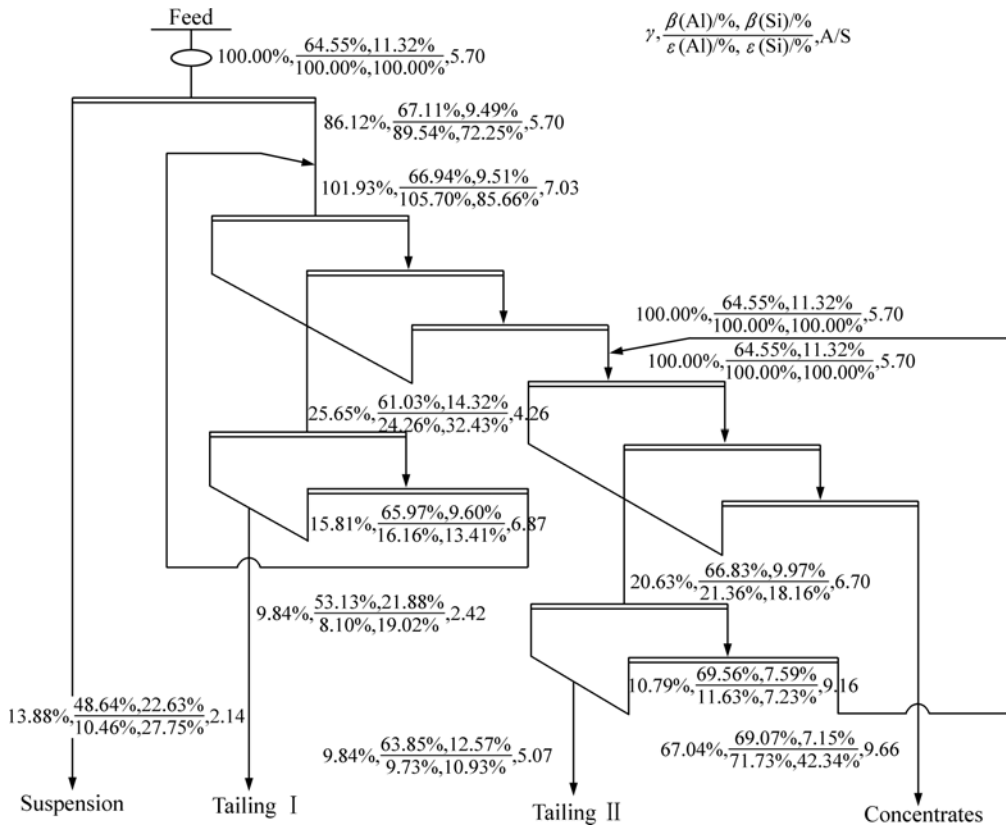 Feed
γ, β(Al)/%, β(Si)/%
ε(Al)/%, ε(Si)/% ,A/S
100.00%, 64.55%,11.32%
100.00%, 100.00% ,5.70
86.12%, 67.11%,9.49%
89.54%,72.25% ,5.70
101.93%, 66.94%,9.51%
105.70%,85.66% ,7.03
100.00%, 64.55%,11.32%
100.00%, 100.00% ,5.70
100.00%, 64.55%,11.32%
100.00%, 100.00% ,5.70
25.65%, 61.03%,14.32%
24.26%,32.43% ,4.26
15.81%, 65.97%,9.60%
16.16%,13.41% ,6.87
20.63%, 66.83%,9.97%
21.36%,18.16% ,6.70
9.84%, 53.13%,21.88%
8.10%,19.02% ,2.42
10.79%, 69.56%,7.59%
11.63%,7.23% ,9.16
13.88%, 48.64%,22.63%
10.46%,27.75% ,2.14
9.84%, 63.85%,12.57%
9.73%,10.93% ,5.07
67.04%, 69.07%,7.15%
71.73%,42.34% ,9.66
Suspension
Tailing Ⅰ
Tailing Ⅱ
Concentrates